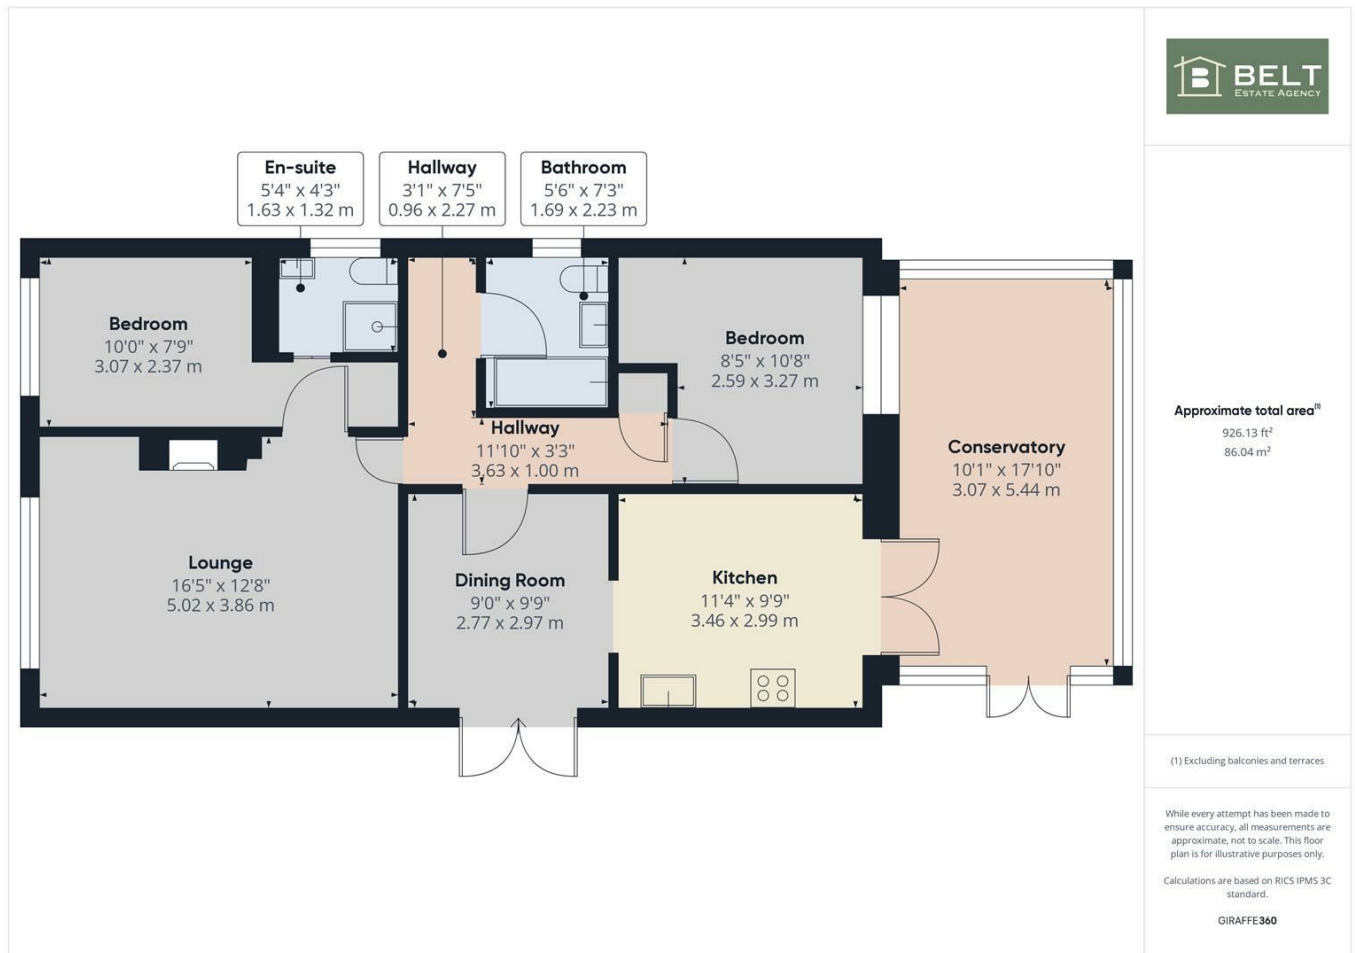 BELT
ESTATE AGENCY
En-suite
5'4" x 4'3"
1.63 x 1.32 m
Hallway
3'1" x 7'5"
0.96 x 2.27 m
Bathroom
5'6" x 7'3"
1.69 x 2.23 m
Bedroom
10'0" x 7'9"
3.07 x 2.37 m
Bedroom
8'5" x 10'8"
2.59 x 3.27 m
Hallway
11'10" x 3'3"
3.63 x 1.00 m
Conservatory
10'1" x 17'10"
3.07 x 5.44 m
Lounge
16'5" x 12'8"
5.02 x 3.86 m
Dining Room
9'0" x 9'9"
2.77 x 2.97 m
Kitchen
11'4" x 9'9"
3.46 x 2.99 m
Approximate total area(1)
926.13 ft²
86.04 m²
(1) Excluding balconies and terraces
While every attempt has been made to
ensure accuracy, all measurements are
approximate, not to scale. This floor
plan is for illustrative purposes only.
Calculations are based on RICS IPMS 3C
standard.
GIRAFFE360